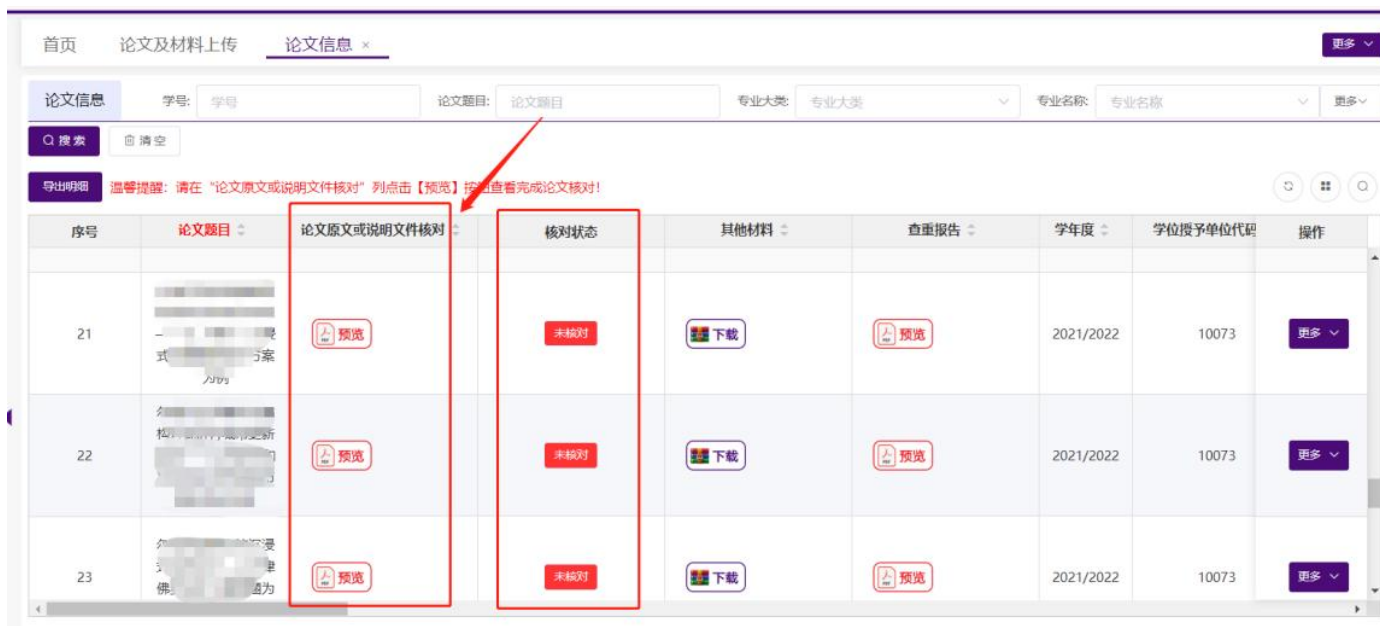 首页 论文及材料上传 论文信息 × 更多
论文信息 学号: 学号 论文题目: 论文题目 专业大类: 专业大类 专业名称: 专业名称 更多
搜索 清空
导出明细 温馨提醒：请在“论文原文或说明文件核对”列点击【预览】按钮查看完成论文核对！
序号 论文题目 论文原文或说明文件核对 核对状态 其他材料 查重报告 学年度 学位授予单位代码 操作
21 预览 未核对 下载 预览 2021/2022 10073 更多
式 方案
为例
22 预览 未核对 下载 预览 2021/2022 10073 更多
23 预览 未核对 下载 预览 2021/2022 10073 更多